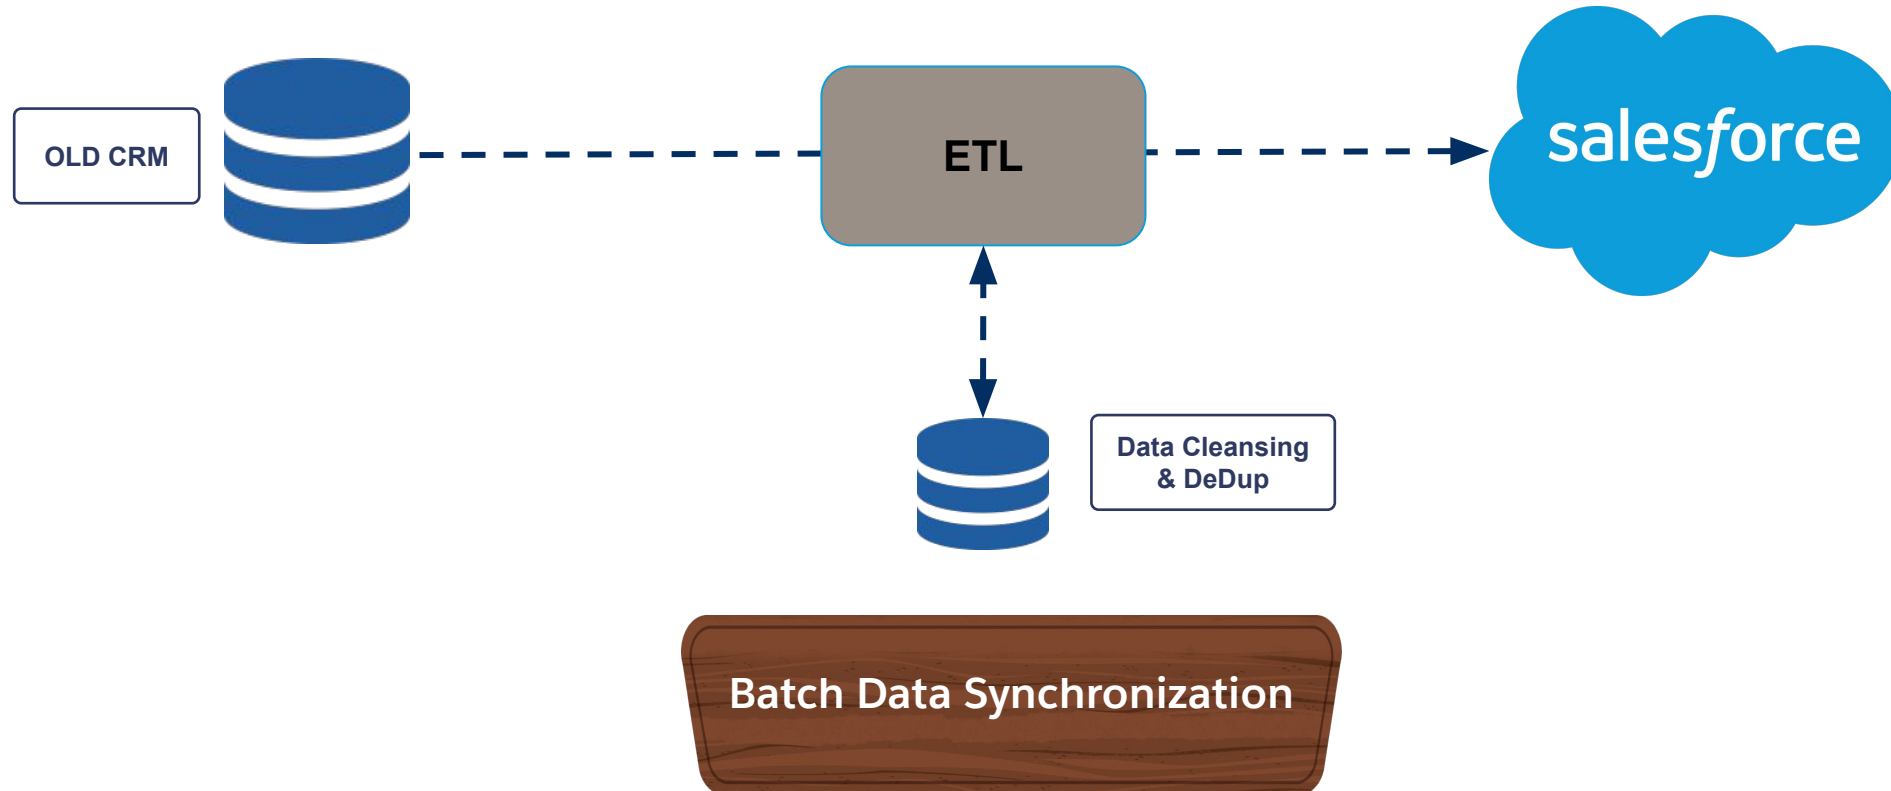 OLD CRM
ETL
salesforce
Data Cleansing
& DeDup
Batch Data Synchronization